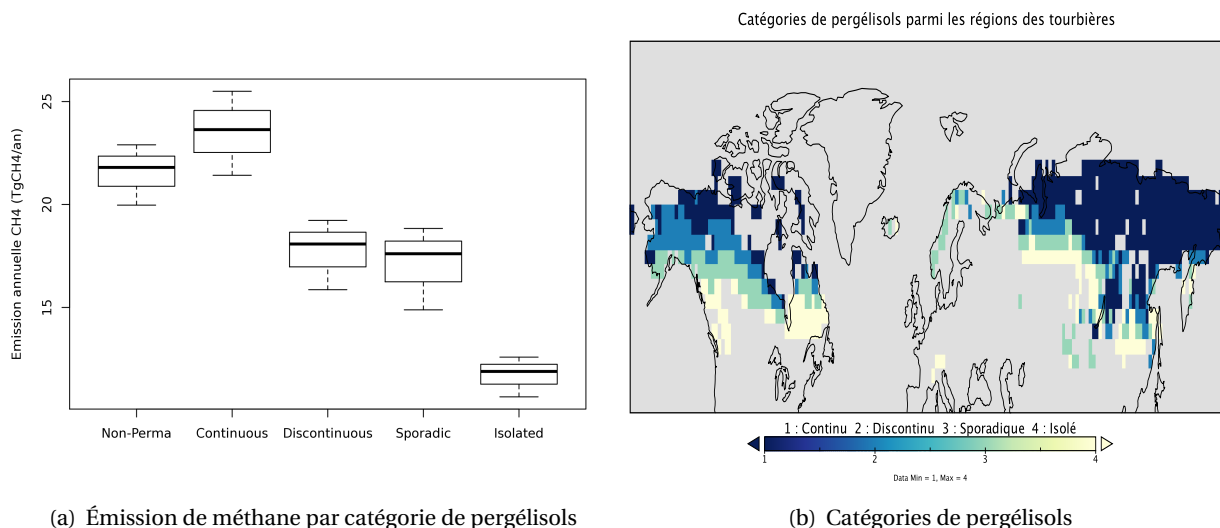 Emission annuelle CH4 (TgCH4/an)
25
20
15
Non-Perma Continuous Discontinuous Sporadic Isolated
(a) Émission de méthane par catégorie de pergélisols
Catégories de pergélisols parmi les régions des tourbières
1 : Continu 2 : Discontinu 3 : Sporadique 4 : Isolé
1 2 3 4
Data Min = 1, Max = 4
(b) Catégories de pergélisols